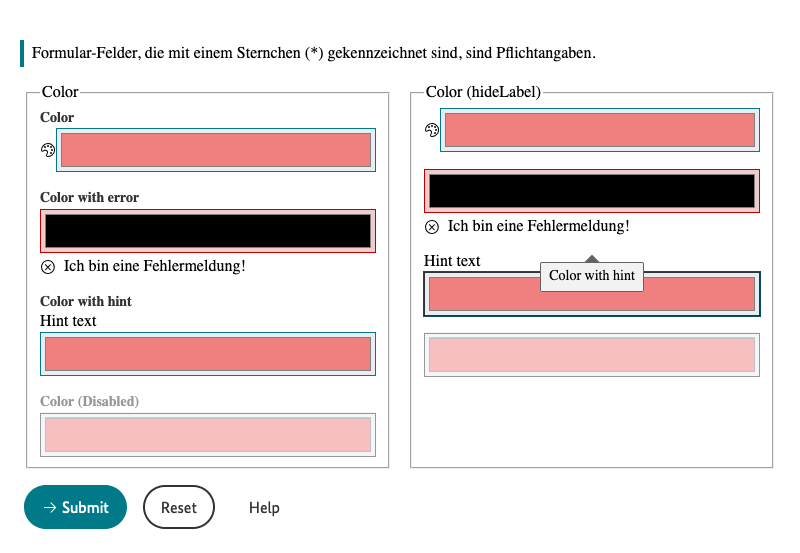 Formular-Felder, die mit einem Sternchen (*) gekennzeichnet sind, sind Pflichtangaben.
Color
Color
Color with error
Ich bin eine Fehlermeldung!
Color with hint
Hint text
Color (Disabled)
Color (hideLabel)
Ich bin eine Fehlermeldung!
Hint text
Color with hint
Submit
Reset
Help